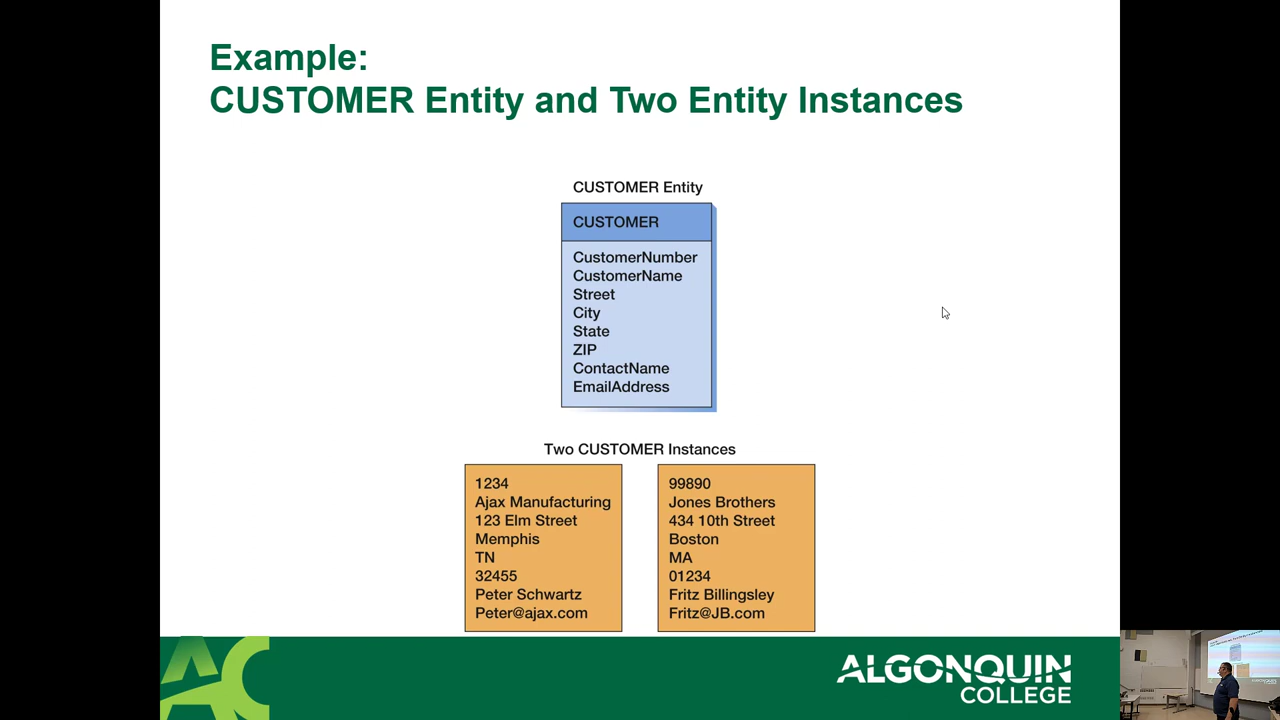 Example:
CUSTOMER Entity and Two Entity Instances
CUSTOMER Entity
CUSTOMER
CustomerNumber
CustomerName
Street
City
State
ZIP
ContactName
EmailAddress
Two CUSTOMER Instances
1234
Ajax Manufacturing
123 Elm Street
Memphis
TN
32455
Peter Schwartz
Peter@ajax.com
99890
Jones Brothers
434 10th Street
Boston
MA
01234
Fritz Billingsley
Fritz@JB.com
AC
ALGONQUIN
COLLEGE